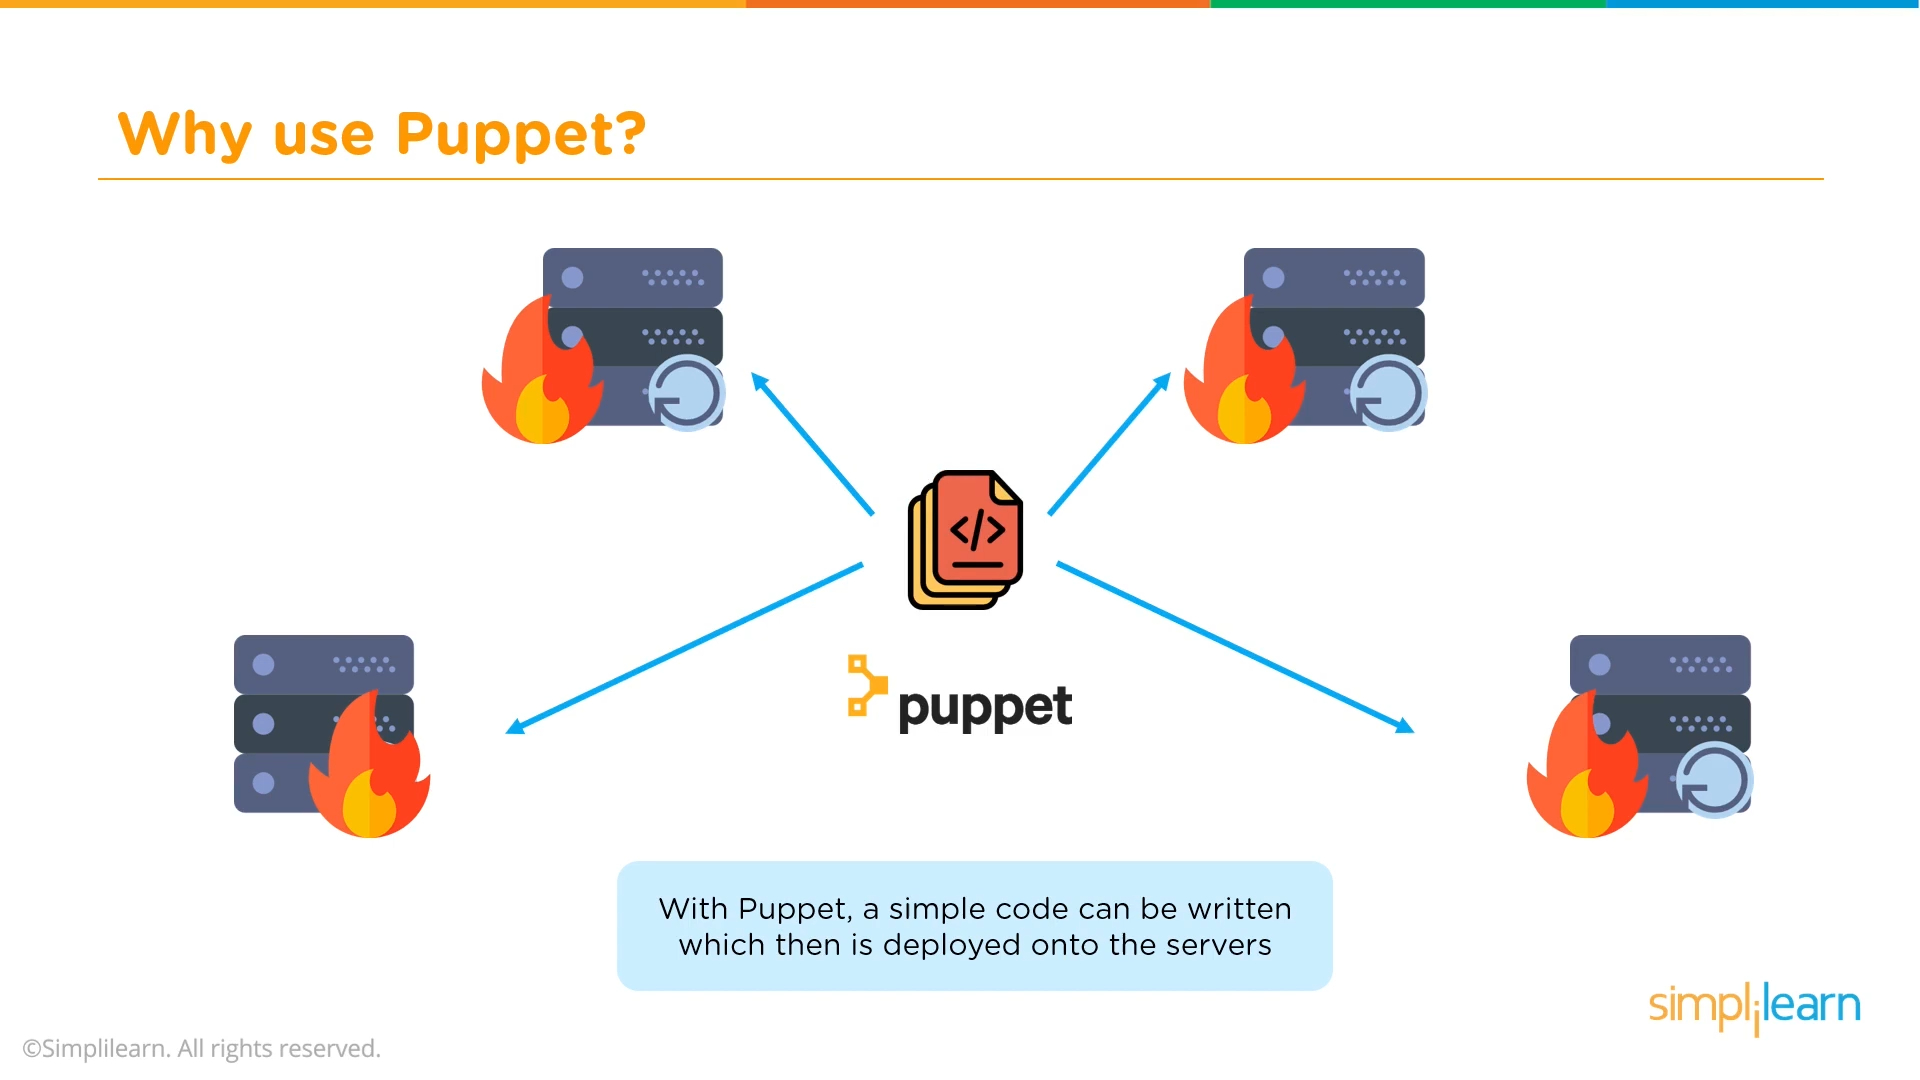 Why use Puppet?
</>
puppet
With Puppet, a simple code can be written
which then is deployed onto the servers
simplilearn
©Simplilearn. All rights reserved.